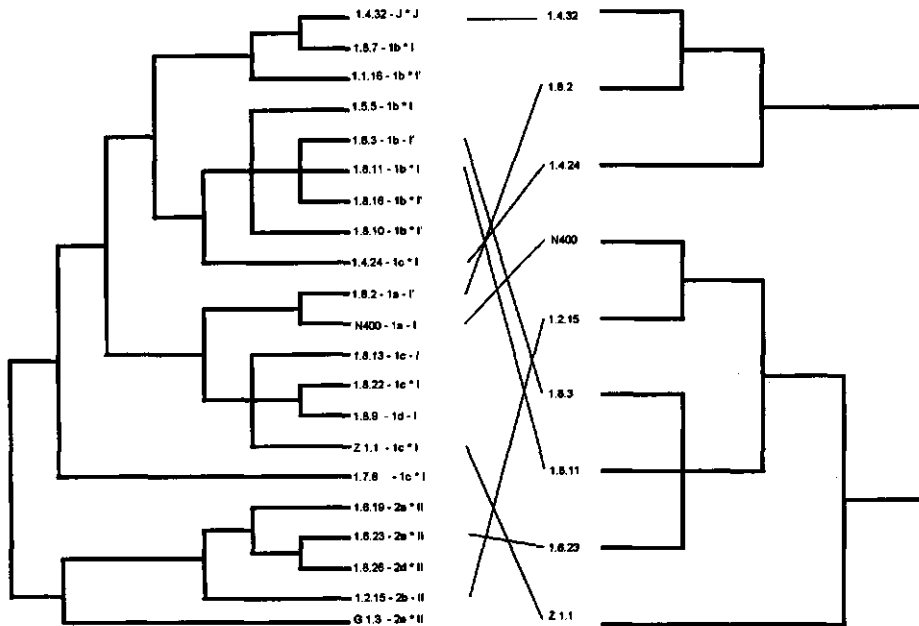 1.4.32 - J * J
1.8.7 - 1b * I
1.1.16 - 1b * I'
1.5.5 - 1b * I
1.8.3 - 1b - I'
1.8.11 - 1b * I
1.8.16 - 1b * I'
1.8.10 - 1b * I'
1.4.24 - 1c * I
1.8.2 - 1a - I'
N400 - 1a - I
1.8.13 - 1c - I
1.8.22 - 1c * I
1.8.9 - 1d - I
Z 1.1 - 1c * I
1.7.6 - 1c * I
1.6.19 - 2a * II
1.6.23 - 2a * II
1.8.26 - 2d * II
1.2.15 - 2b - II
G 1.3 - 2a * II
1.4.32
1.8.2
1.4.24
N400
1.2.15
1.8.3
1.8.11
1.6.23
Z 1.1